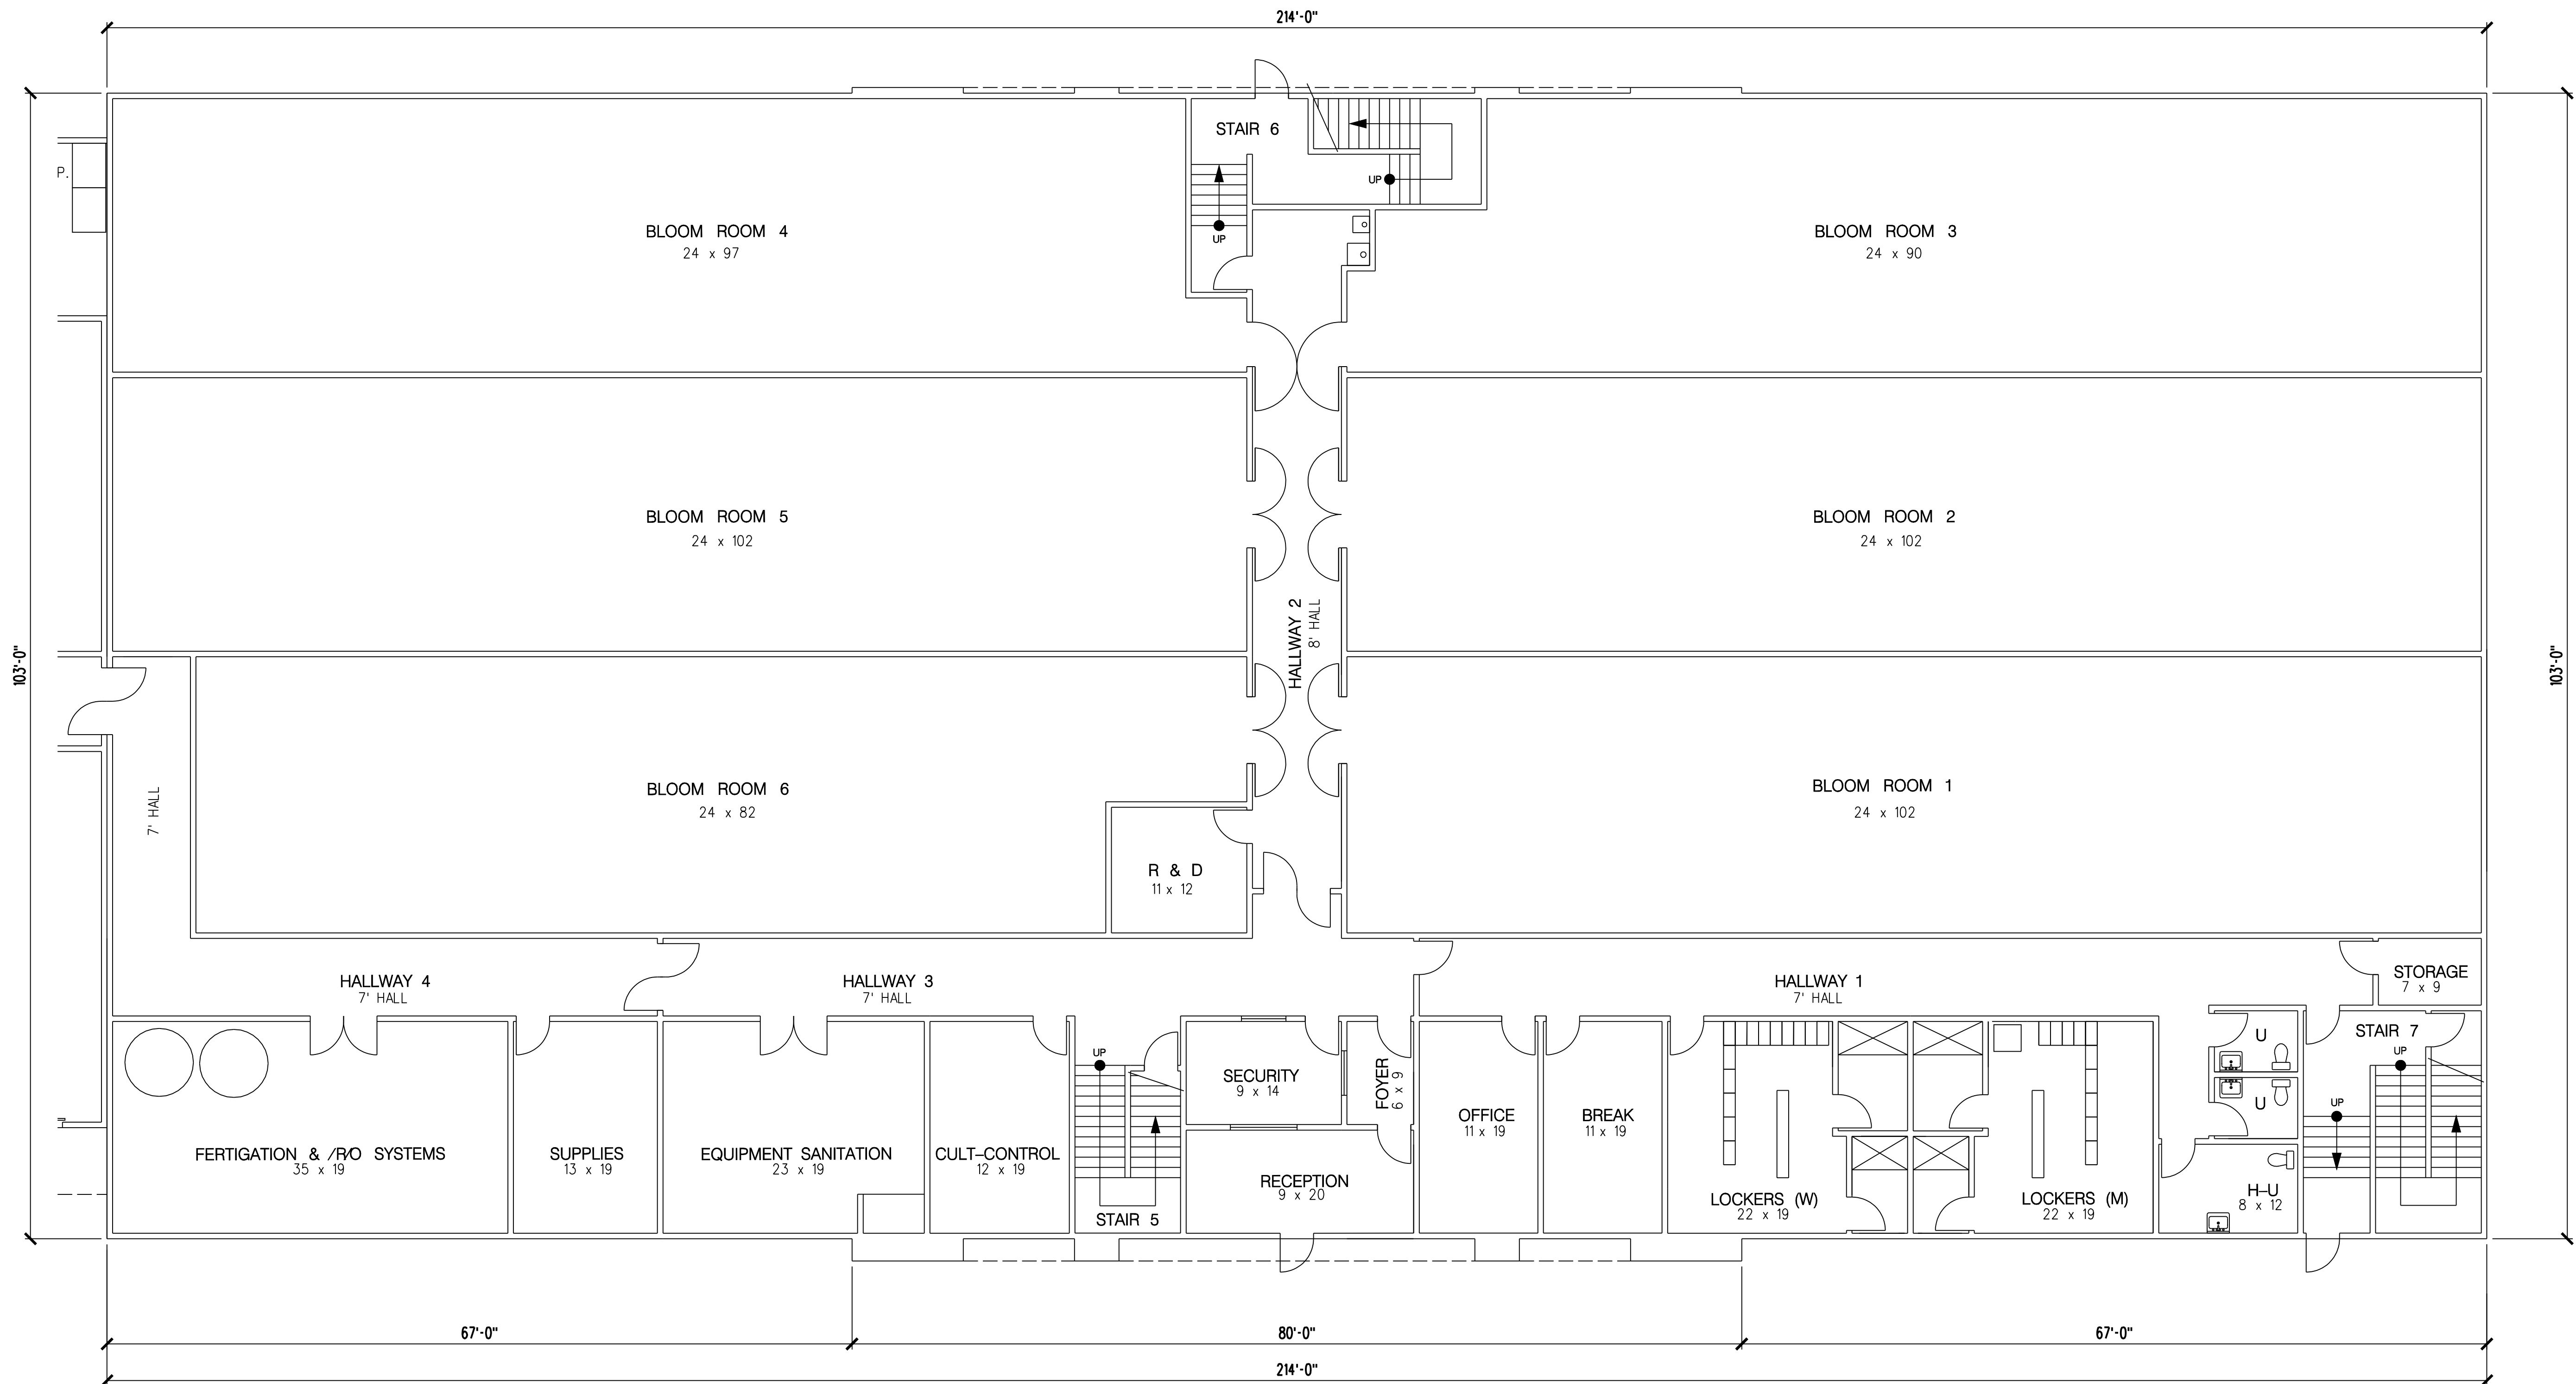 214'-0"
STAIR 6
UP
UP
P.
BLOOM ROOM 4
24 x 97
BLOOM ROOM 3
24 x 90
BLOOM ROOM 5
24 x 102
BLOOM ROOM 2
24 x 102
HALLWAY 2
8' HALL
103'-0"
103'-0"
BLOOM ROOM 6
24 x 82
BLOOM ROOM 1
24 x 102
7' HALL
R & D
11 x 12
HALLWAY 4
7' HALL
HALLWAY 3
7' HALL
HALLWAY 1
7' HALL
STORAGE
7 x 9
STAIR 7
UP
UP
U
U
UP
SECURITY
9 x 14
FOYER
6 x 9
OFFICE
11 x 19
BREAK
11 x 19
FERTIGATION & /R/O SYSTEMS
35 x 19
SUPPLIES
13 x 19
EQUIPMENT SANITATION
23 x 19
CULT-CONTROL
12 x 19
RECEPTION
9 x 20
LOCKERS (W)
22 x 19
LOCKERS (M)
22 x 19
H-U
8 x 12
STAIR 5
67'-0"
80'-0"
67'-0"
214'-0"